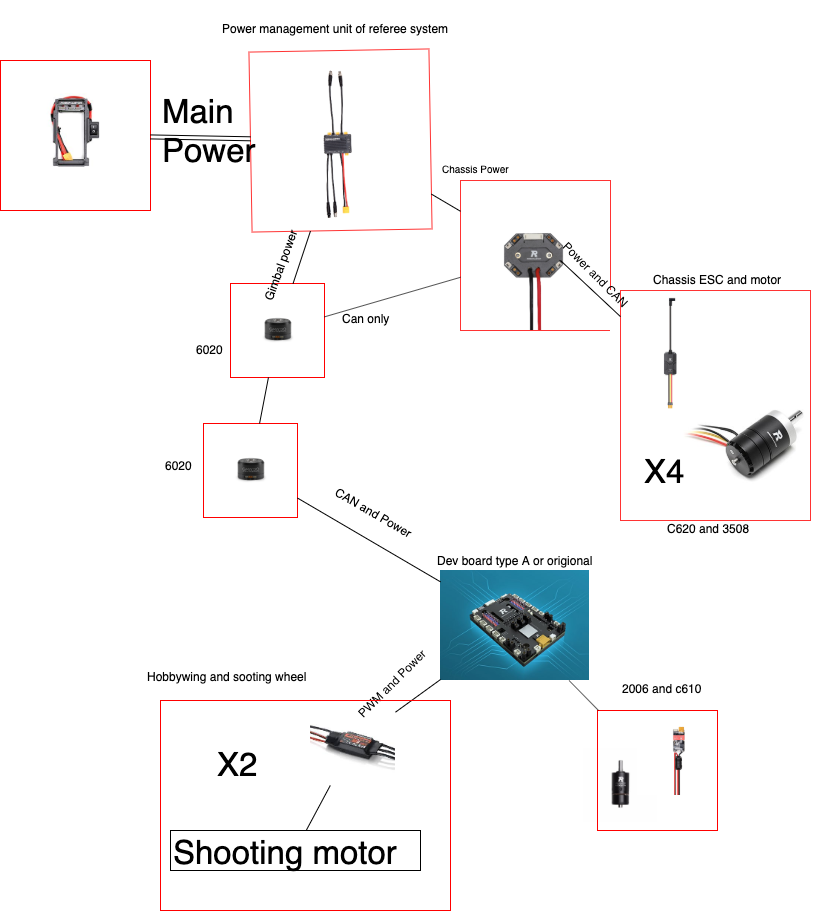 Power management unit of referee system
Main
Power
Chassis Power
Gimbal power
Power and CAN
Chassis ESC and motor
Can only
6020
X4
6020
CAN and Power
C620 and 3508
Dev board type A or origional
Hobbywing and sooting wheel
PWM and Power
2006 and c610
X2
Shooting motor